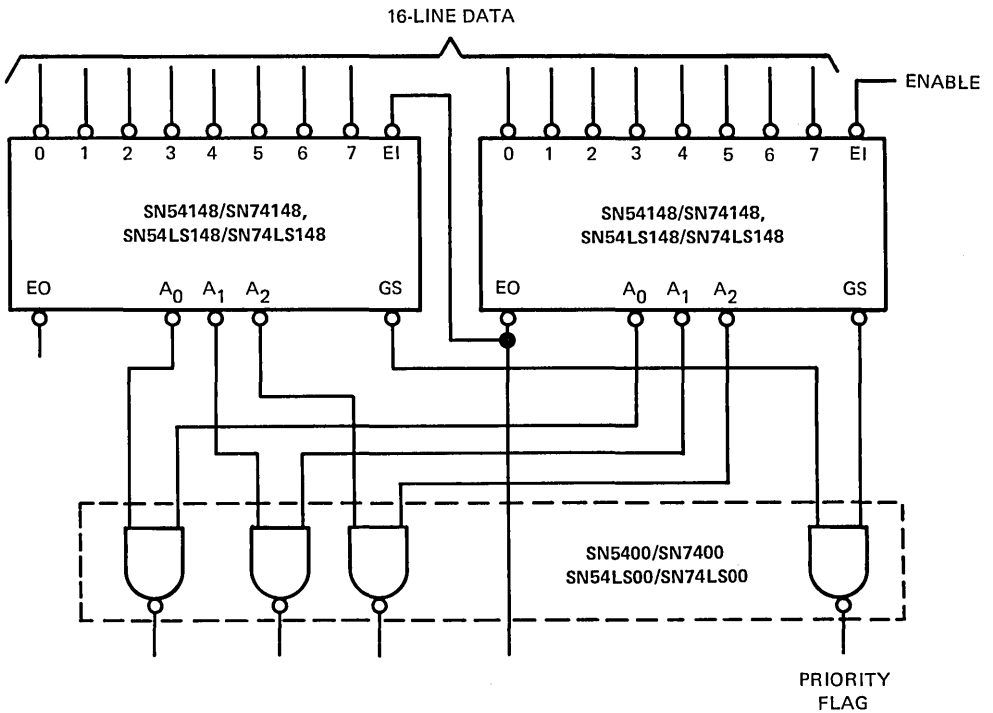 16-LINE DATA
ENABLE
0 1 2 3 4 5 6 7 EI
0 1 2 3 4 5 6 7 EI
SN54148/SN74148,
SN54LS148/SN74LS148
SN54148/SN74148,
SN54LS148/SN74LS148
EO A0 A1 A2 GS
EO A0 A1 A2 GS
SN5400/SN7400
SN54LS00/SN74LS00
PRIORITY
FLAG